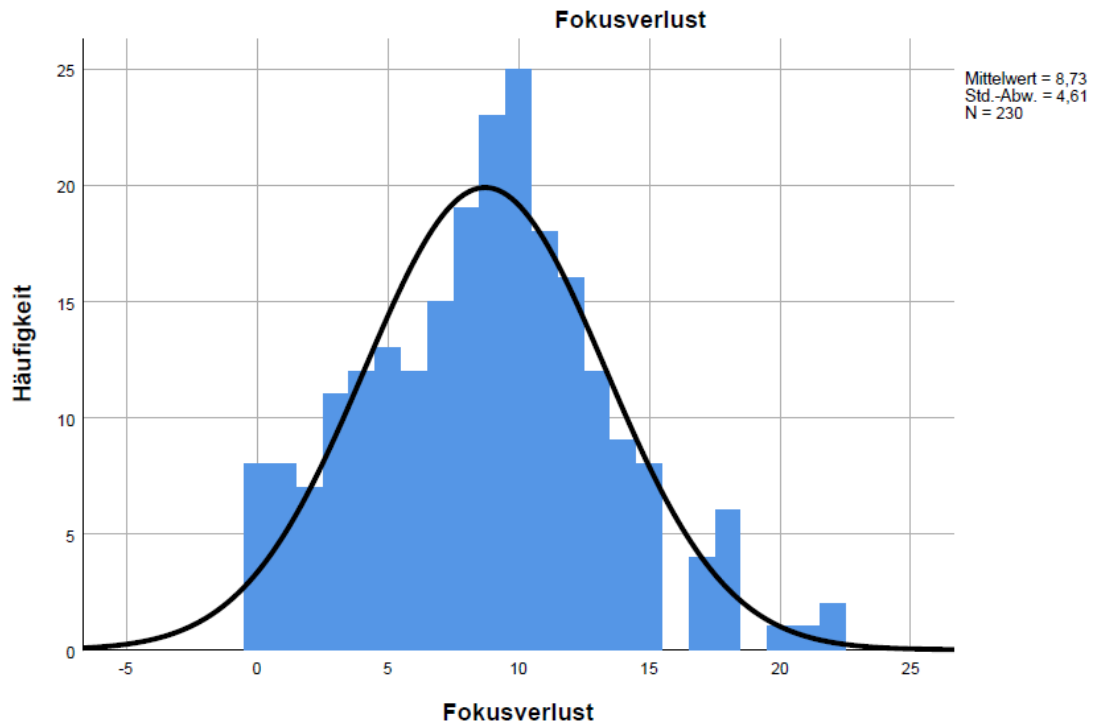 Fokusverlust
Mittelwert = 8,73
Std.-Abw. = 4,61
N = 230
Häufigkeit
25
20
15
10
5
0
-5
0
5
10
15
20
25
Fokusverlust